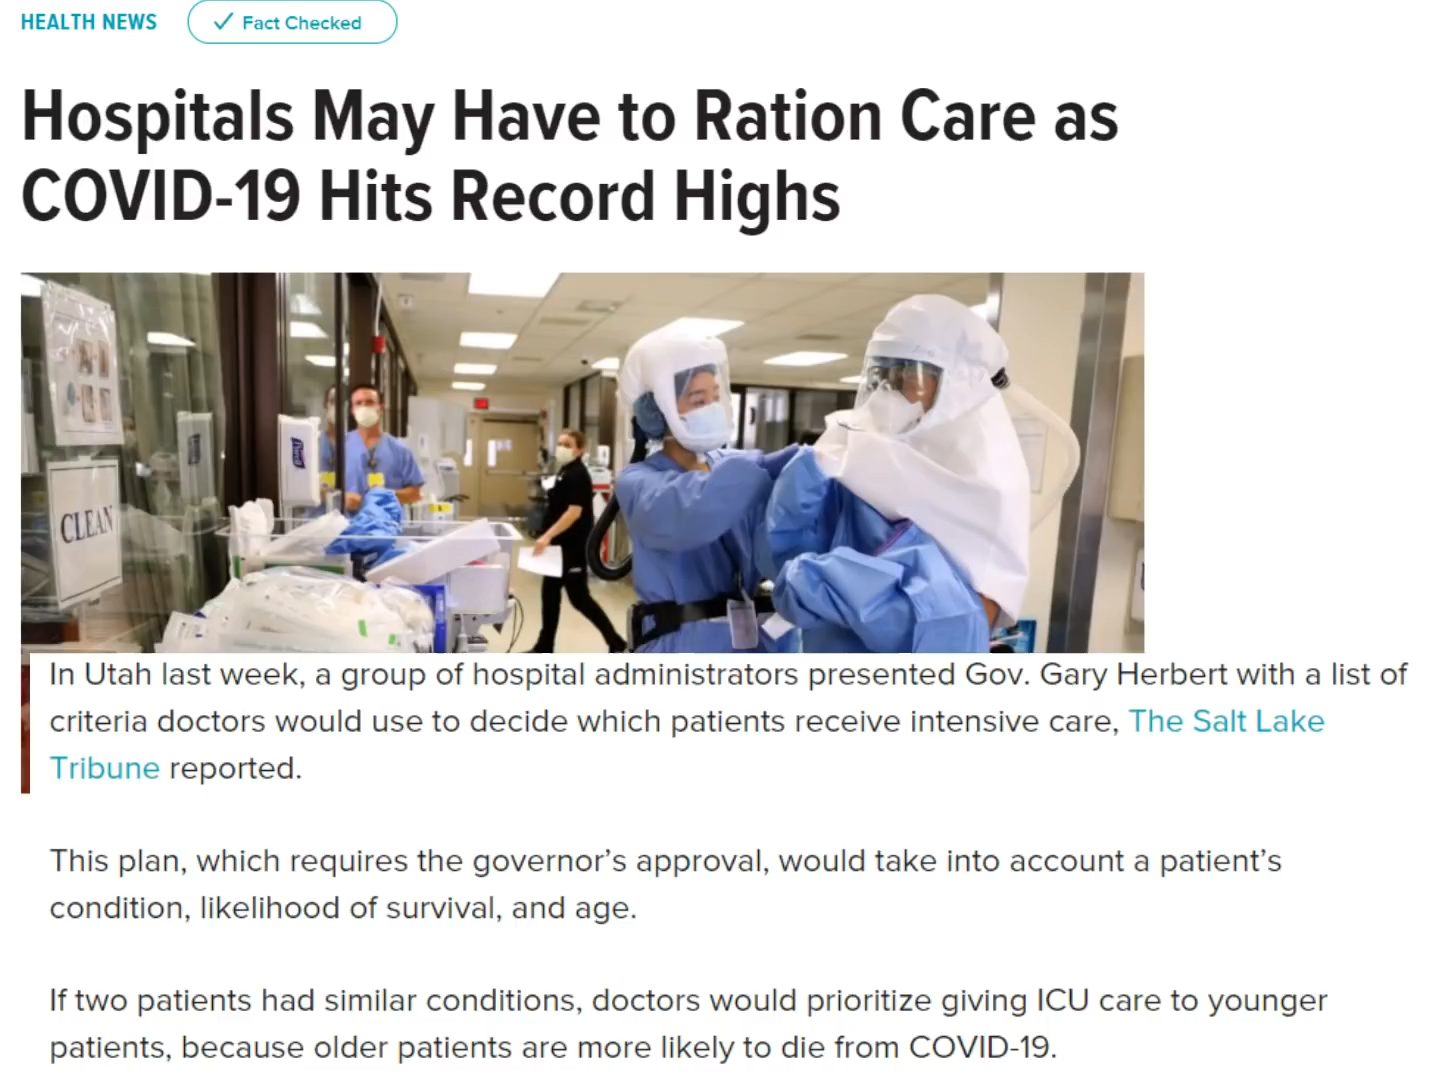 HEALTH NEWS
Fact Checked
Hospitals May Have to Ration Care as
COVID-19 Hits Record Highs
CLEAN
In Utah last week, a group of hospital administrators presented Gov. Gary Herbert with a list of
criteria doctors would use to decide which patients receive intensive care, The Salt Lake
Tribune reported.
This plan, which requires the governor’s approval, would take into account a patient’s
condition, likelihood of survival, and age.
If two patients had similar conditions, doctors would prioritize giving ICU care to younger
patients, because older patients are more likely to die from COVID-19.